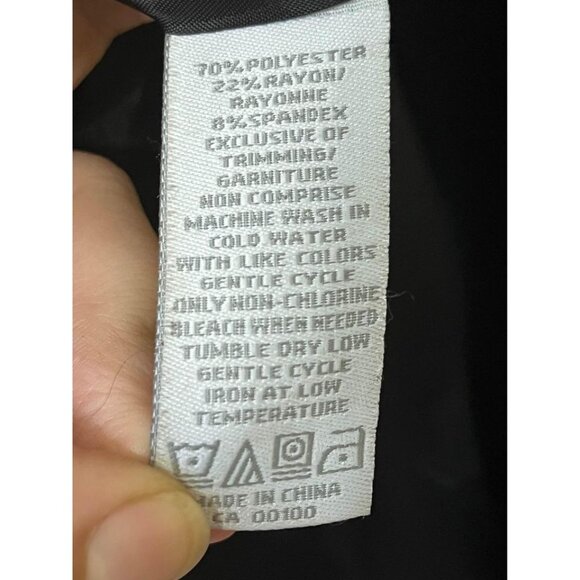 70% POLYESTER
22% RAYON/
RAYONNE
8% SPANDEX
EXCLUSIVE OF
TRIMMING/
GARNITURE
NON COMPRISE
MACHINE WASH IN
COLD WATER
WITH LIKE COLORS
GENTLE CYCLE
ONLY NON-CHLORINE
BLEACH WHEN NEEDED
TUMBLE DRY LOW
GENTLE CYCLE
IRON AT LOW
TEMPERATURE
MADE IN CHINA
CA 00100